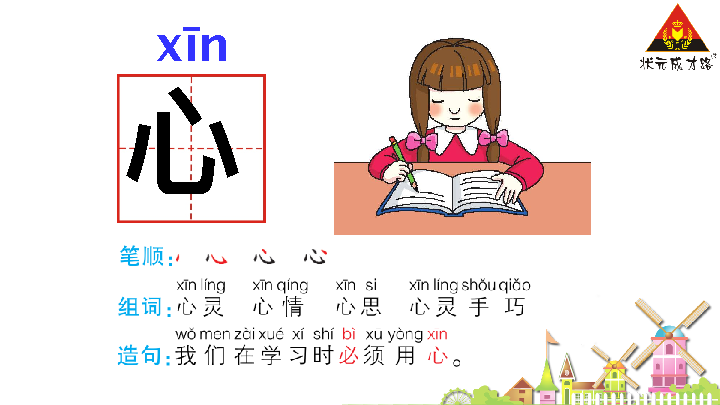 xīn
状元成才路
心
笔顺：丶 心 心 心
xīn líng xīn qíng xīn si xīn líng shǒu qiǎo
组词：心灵 心情 心思 心灵手巧
wǒ men zài xué xí shí bì xu yòng xin
造句：我们在学习时必须用心。